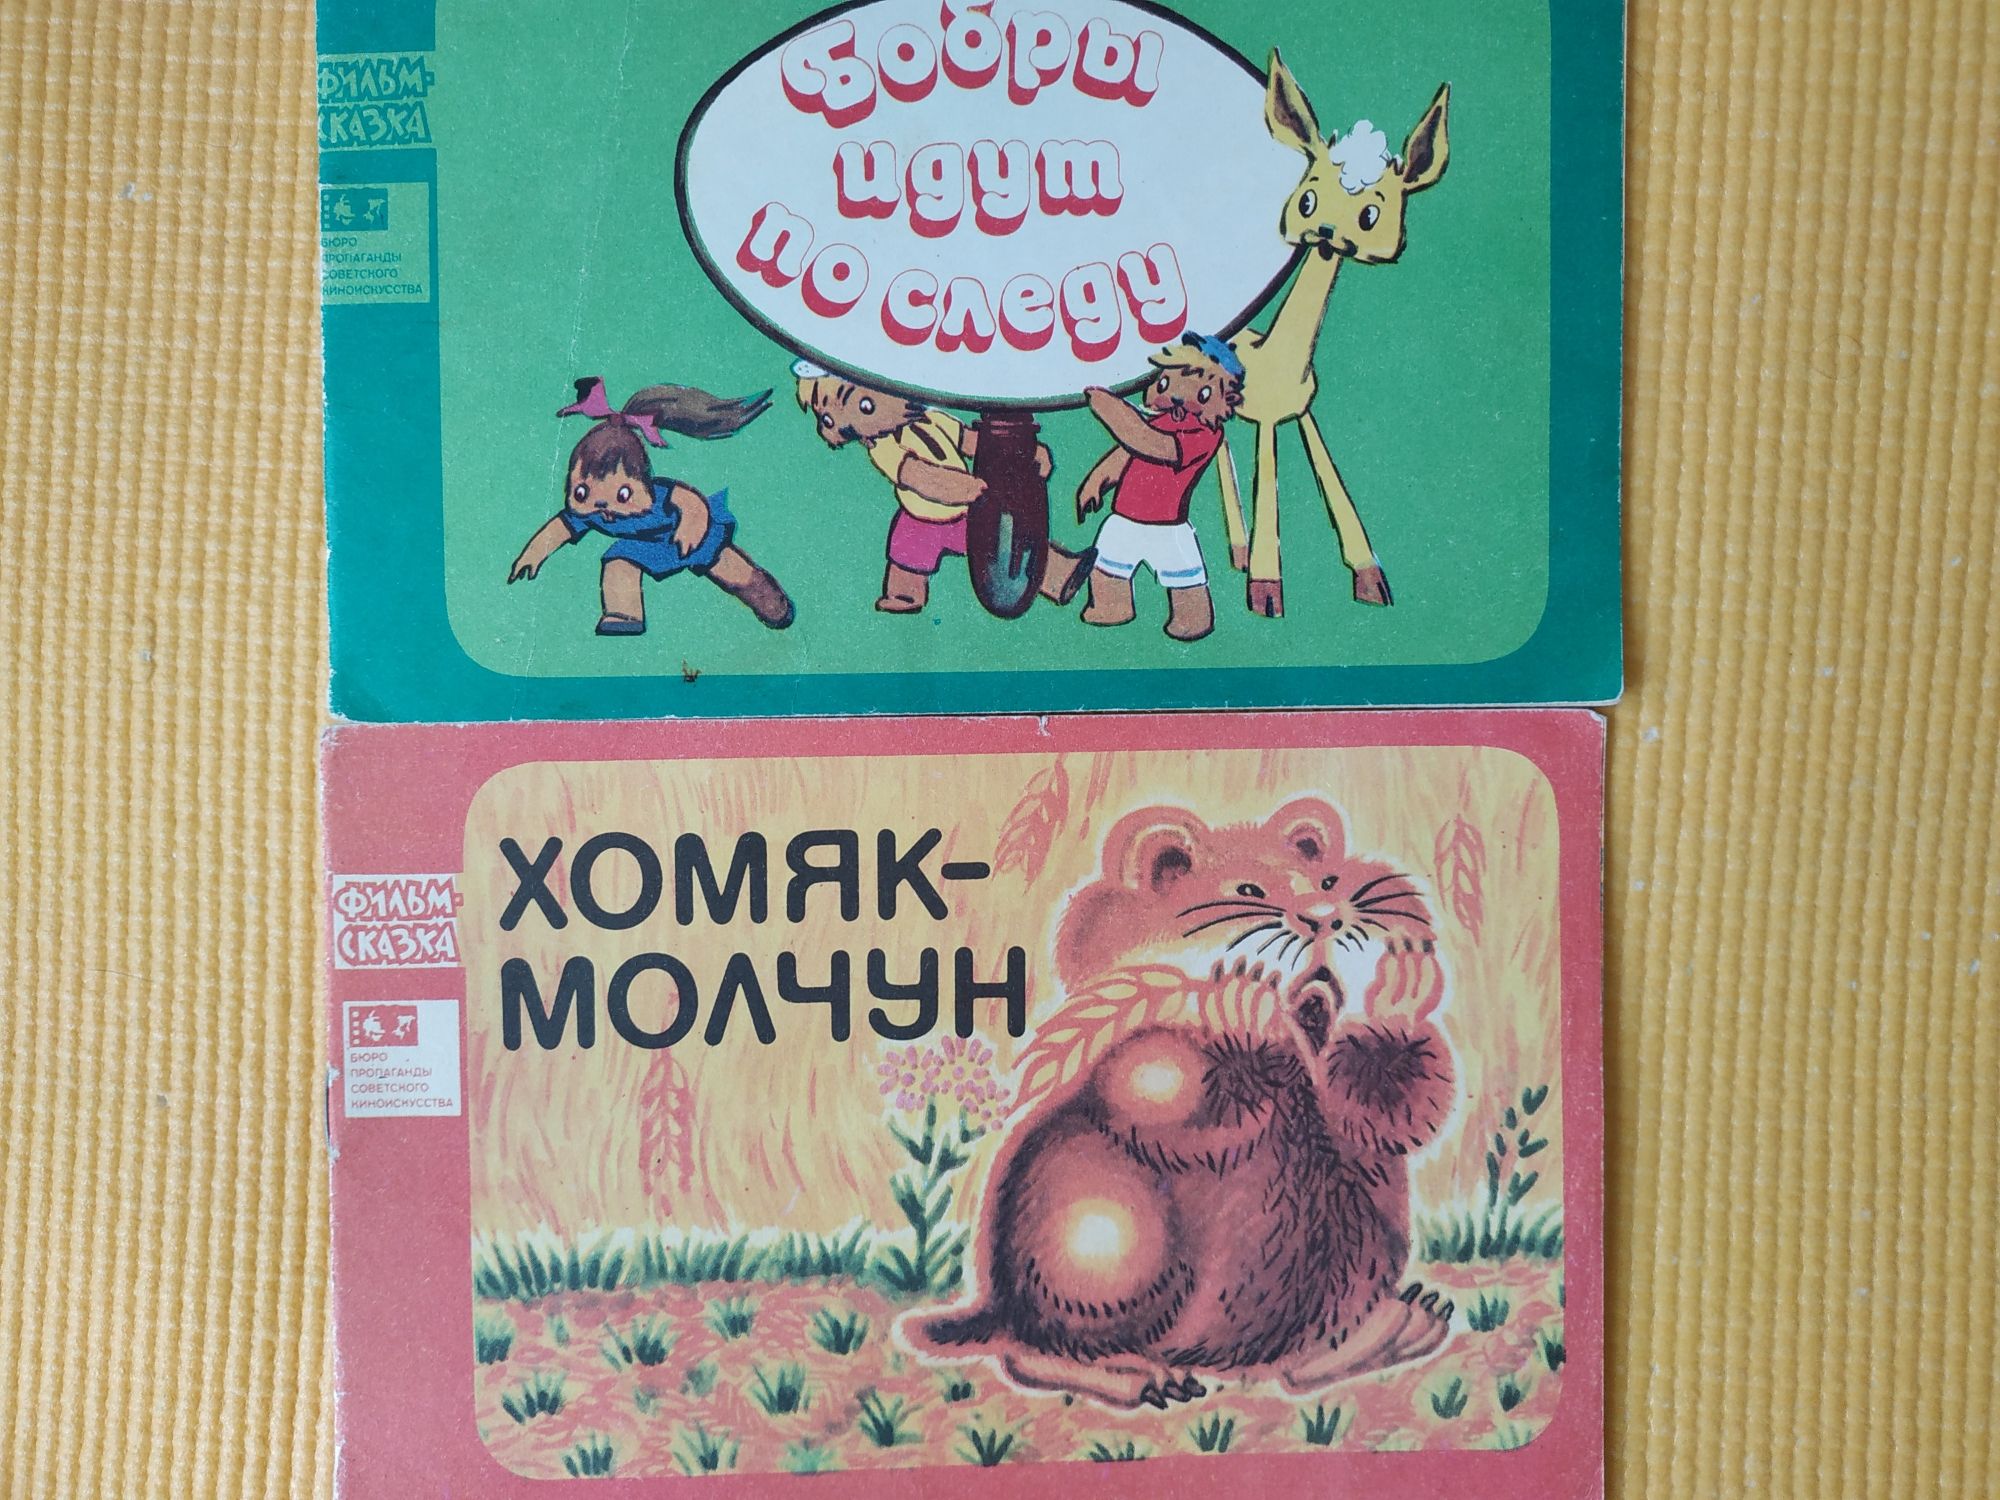 Бобры
идут
по следу
ФИЛЬМ-
СКАЗКА
БЮРО
ПРОПАГАНДЫ
СОВЕТСКОГО
КИНОИСКУССТВА
ХОМЯК-
МОЛЧУН
ФИЛЬМ-
СКАЗКА
БЮРО
ПРОПАГАНДЫ
СОВЕТСКОГО
КИНОИСКУССТВА